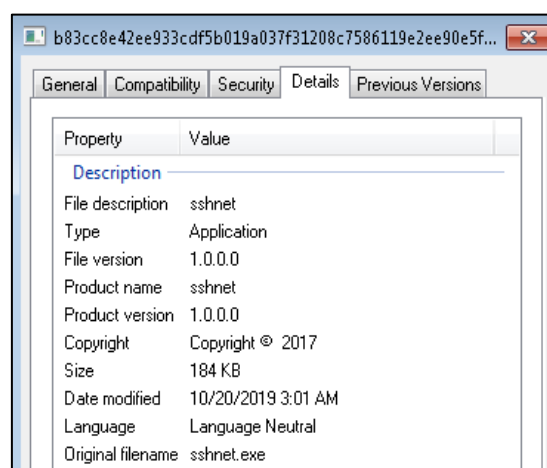 b83cc8e42ee933cdf5b019a037f31208c7586119e2ee90e5f...
General Compatibility Security Details Previous Versions
Property Value
Description
File description sshnet
Type Application
File version 1.0.0.0
Product name sshnet
Product version 1.0.0.0
Copyright Copyright © 2017
Size 184 KB
Date modified 10/20/2019 3:01 AM
Language Language Neutral
Original filename sshnet.exe